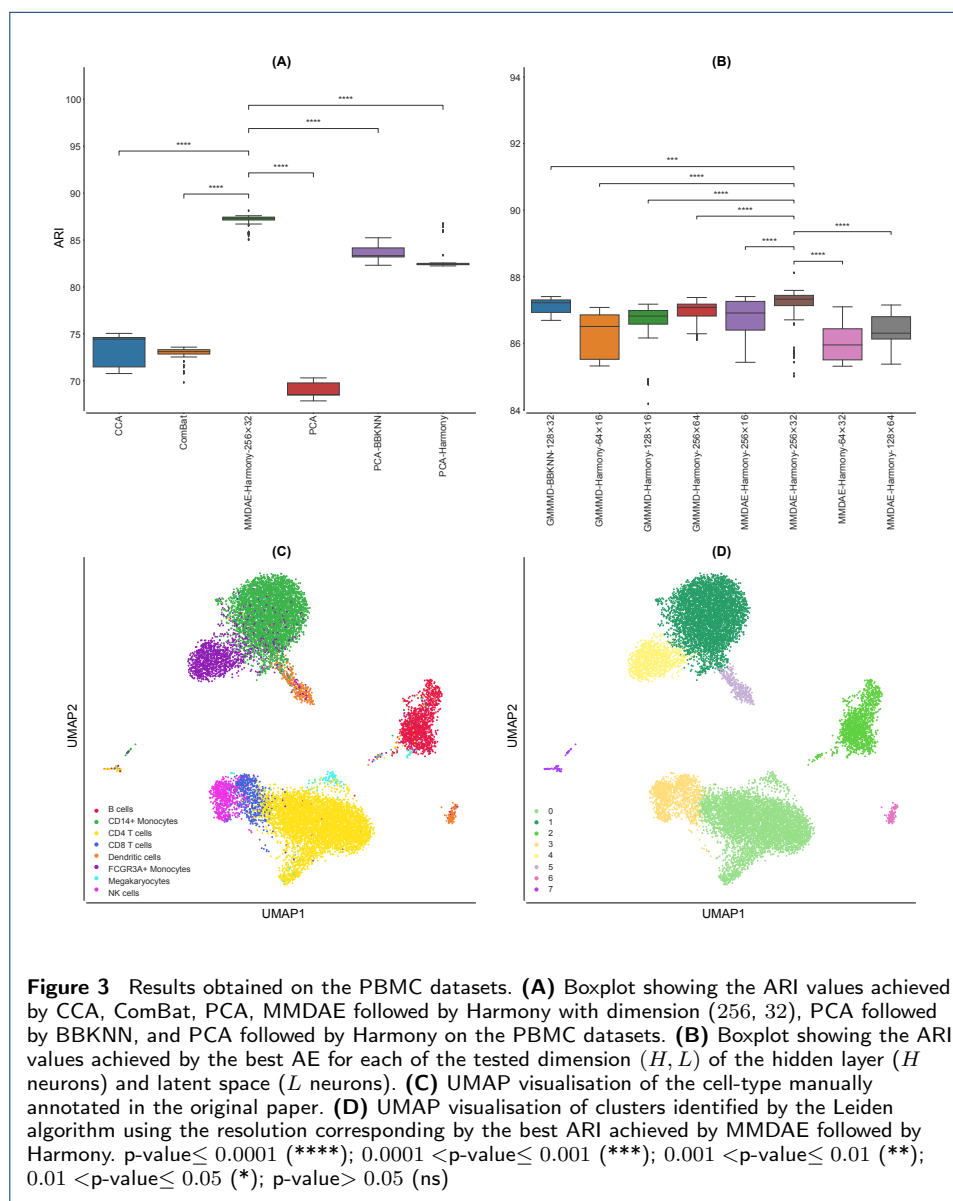 (A)
ARI
100
95
90
85
80
75
70
****
****
****
****
****
CCA
ComBat
MMDAE-Harmony-256×32
PCA
PCA-BBKNN
PCA-Harmony
(B)
94
92
90
88
86
84
***
****
****
****
****
****
****
GMMMD-BBKNN-128×32
GMMMD-Harmony-64×16
GMMMD-Harmony-128×16
GMMMD-Harmony-256×64
MMDAE-Harmony-256×16
MMDAE-Harmony-256×32
MMDAE-Harmony-64×32
MMDAE-Harmony-128×64
(C)
UMAP2
B cells
CD14+ Monocytes
CD4 T cells
CD8 T cells
Dendritic cells
FCGR3A+ Monocytes
Megakaryocytes
NK cells
UMAP1
(D)
UMAP2
0
1
2
3
4
5
6
7
UMAP1
Figure 3 Results obtained on the PBMC datasets. (A) Boxplot showing the ARI values achieved
by CCA, ComBat, PCA, MMDAE followed by Harmony with dimension (256, 32), PCA followed
by BBKNN, and PCA followed by Harmony on the PBMC datasets. (B) Boxplot showing the ARI
values achieved by the best AE for each of the tested dimension (H, L) of the hidden layer (H
neurons) and latent space (L neurons). (C) UMAP visualisation of the cell-type manually
annotated in the original paper. (D) UMAP visualisation of clusters identified by the Leiden
algorithm using the resolution corresponding by the best ARI achieved by MMDAE followed by
Harmony. p-value≤ 0.0001 (****); 0.0001 <p-value≤ 0.001 (***); 0.001 <p-value≤ 0.01 (**);
0.01 <p-value≤ 0.05 (*); p-value> 0.05 (ns)